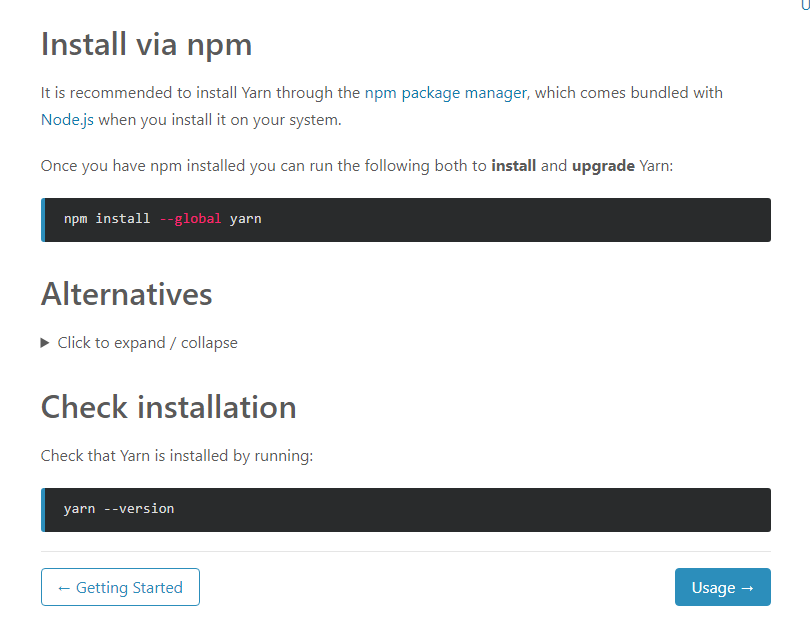 Install via npm
It is recommended to install Yarn through the npm package manager, which comes bundled with
Node.js when you install it on your system.
Once you have npm installed you can run the following both to install and upgrade Yarn:
npm install --global yarn
Alternatives
▶ Click to expand / collapse
Check installation
Check that Yarn is installed by running:
yarn --version
← Getting Started
Usage →